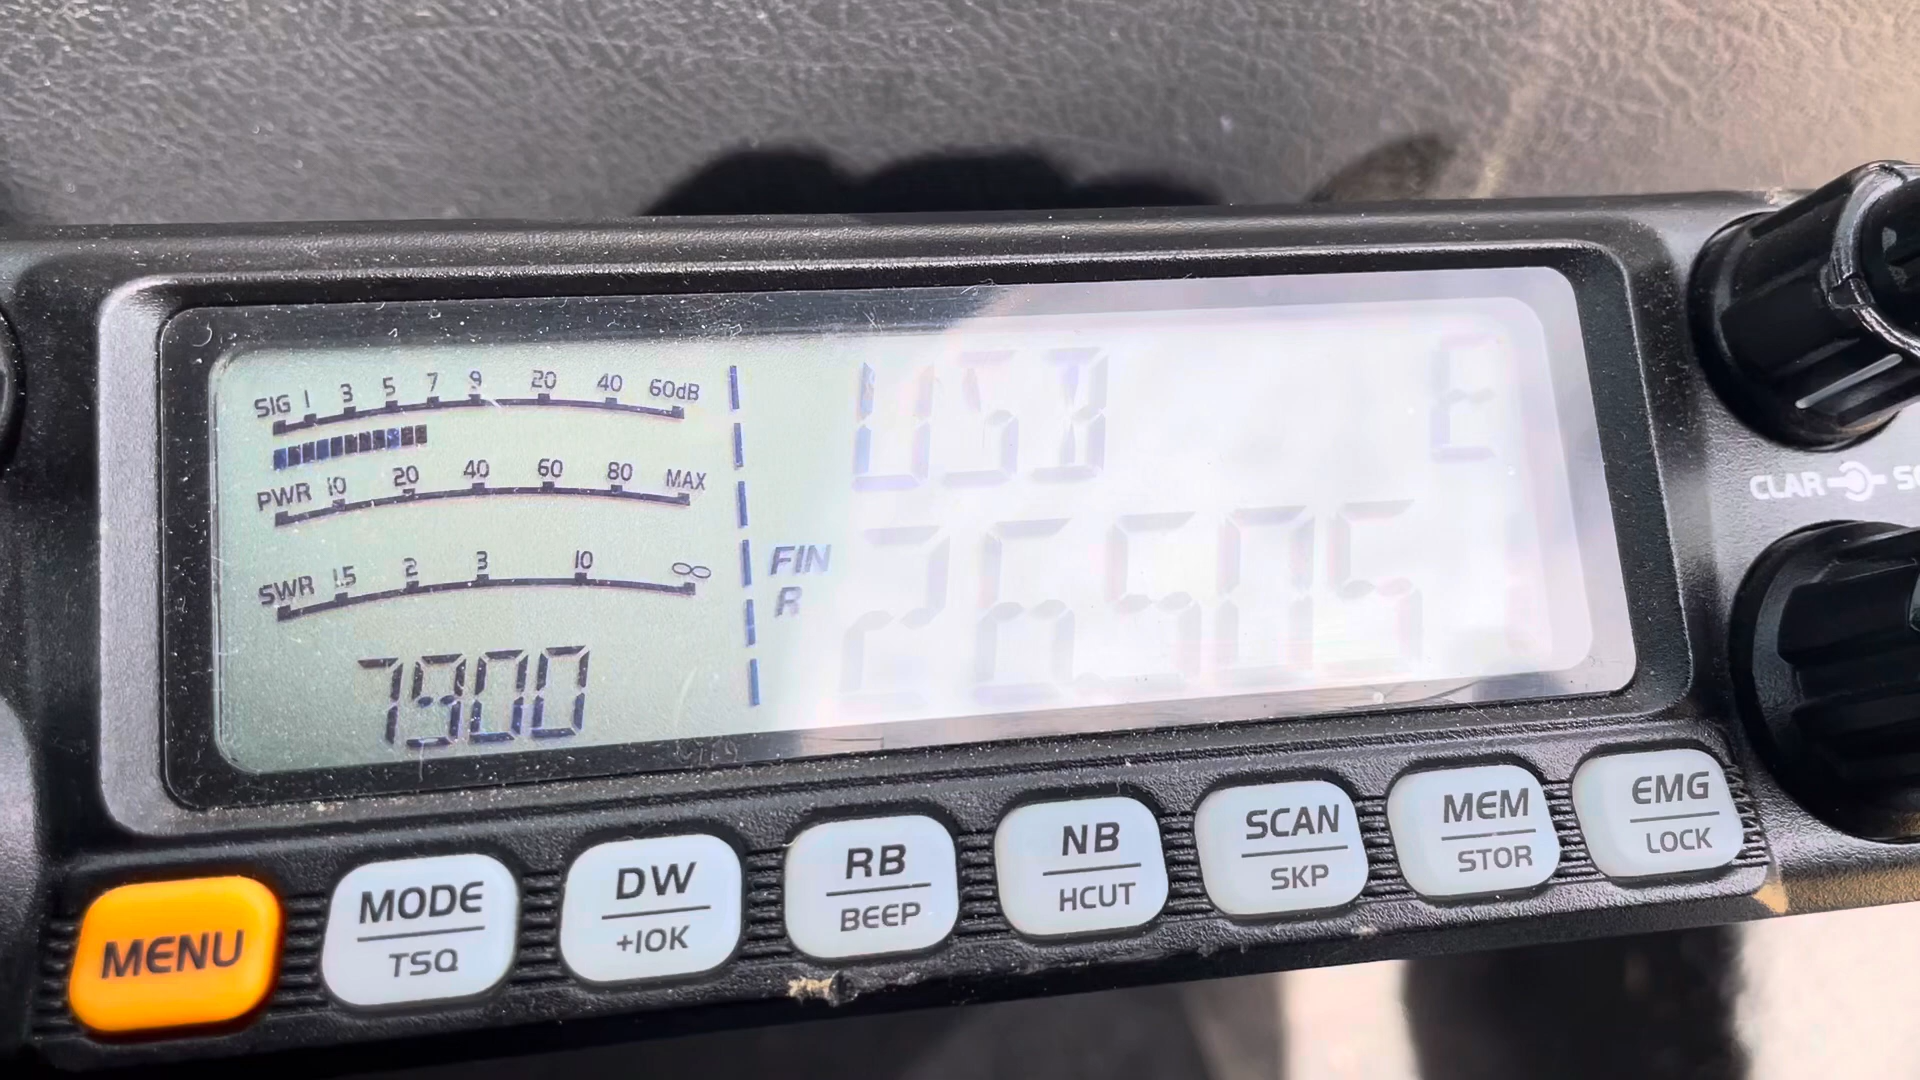 SIG 1 3 5 7 9 20 40 60dB
PWR 10 20 40 60 80 MAX
SWR 1.5 2 3 10 ∞
7900
USB E
FIN
R
26.505
CLAR
MENU
MODE
TSQ
DW
+10K
RB
BEEP
NB
HCUT
SCAN
SKP
MEM
STOR
EMG
LOCK